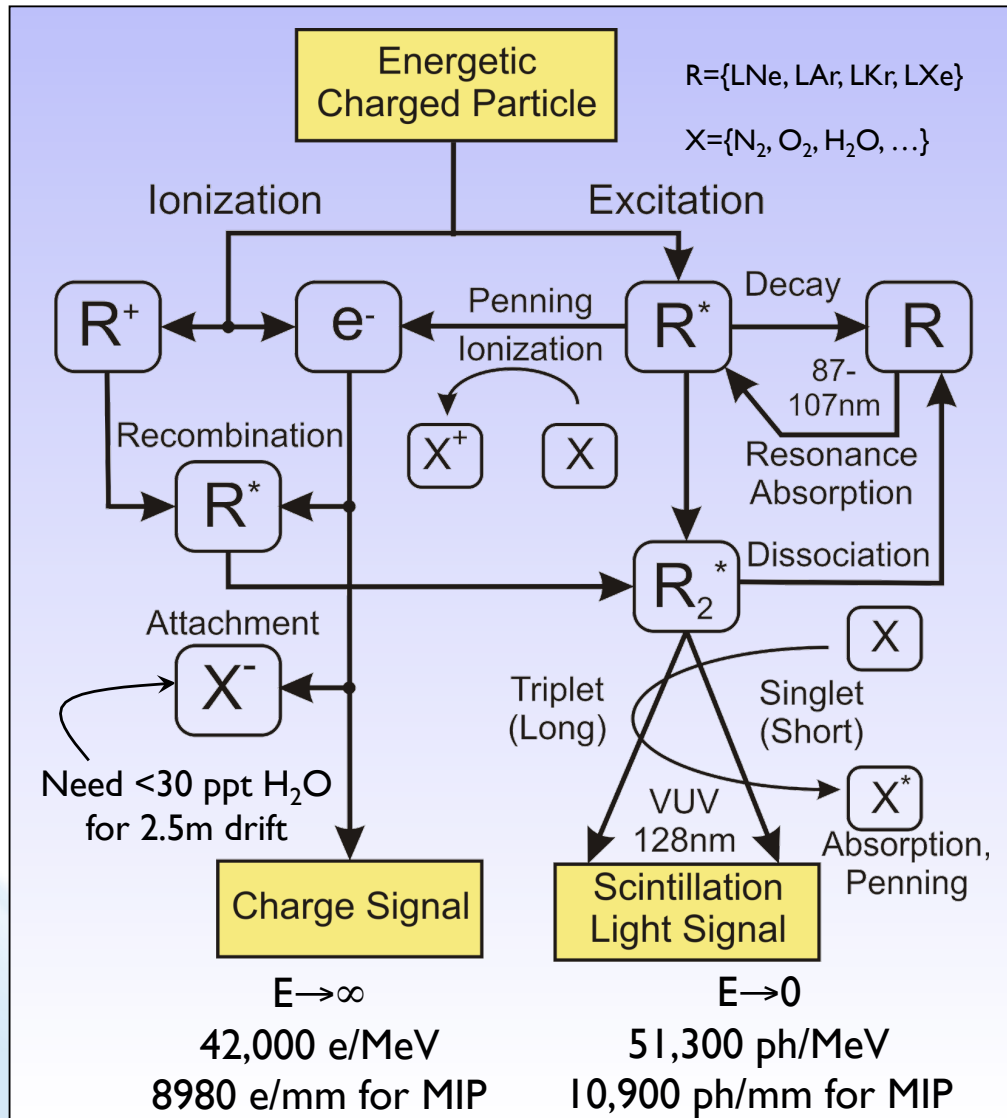 Energetic
Charged Particle
R={LNe, LAr, LKr, LXe}
X={N₂, O₂, H₂O, …}
Ionization
Excitation
R⁺
e⁻
Penning
Ionization
R*
Decay
R
87-
107nm
X⁺
X
Resonance
Absorption
Recombination
R*
R₂*
Dissociation
Attachment
X⁻
Need <30 ppt H₂O
for 2.5m drift
Triplet
(Long)
Singlet
(Short)
X
X*
Absorption,
Penning
VUV
128nm
Charge Signal
Scintillation
Light Signal
E→∞
42,000 e/MeV
8980 e/mm for MIP
E→0
51,300 ph/MeV
10,900 ph/mm for MIP